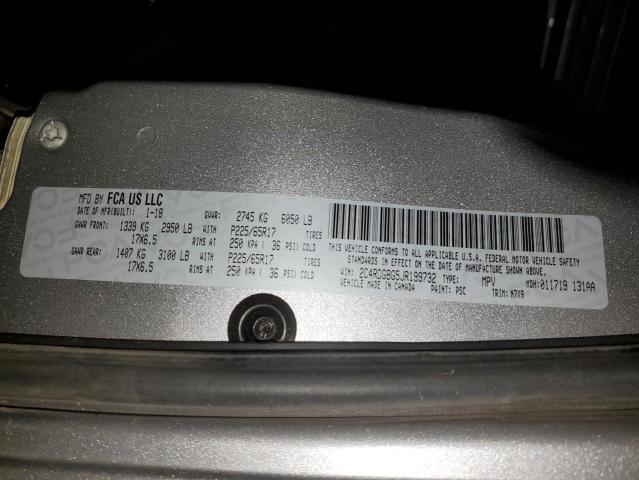 MFD BY FCA US LLC
DATE OF MFR(BUILT): 1-18 GVWR: 2745 KG 6050 LB
GAWR FRONT: 1339 KG 2950 LB WITH P225/65R17 TIRES
17X6.5 RIMS AT 250 KPA ( 36 PSI) COLD
GAWR REAR: 1407 KG 3100 LB WITH P225/65R17 TIRES
17X6.5 RIMS AT 250 KPA ( 36 PSI) COLD
THIS VEHICLE CONFORMS TO ALL APPLICABLE U.S.A. FEDERAL MOTOR VEHICLE SAFETY
STANDARDS IN EFFECT ON THE DATE OF MANUFACTURE SHOWN ABOVE.
VIN: 2C4RDGBG5JR199732 TYPE: MPV MDH:011719 131AA
VEHICLE MADE IN CANADA PAINT: PSC TRIM: M7X9